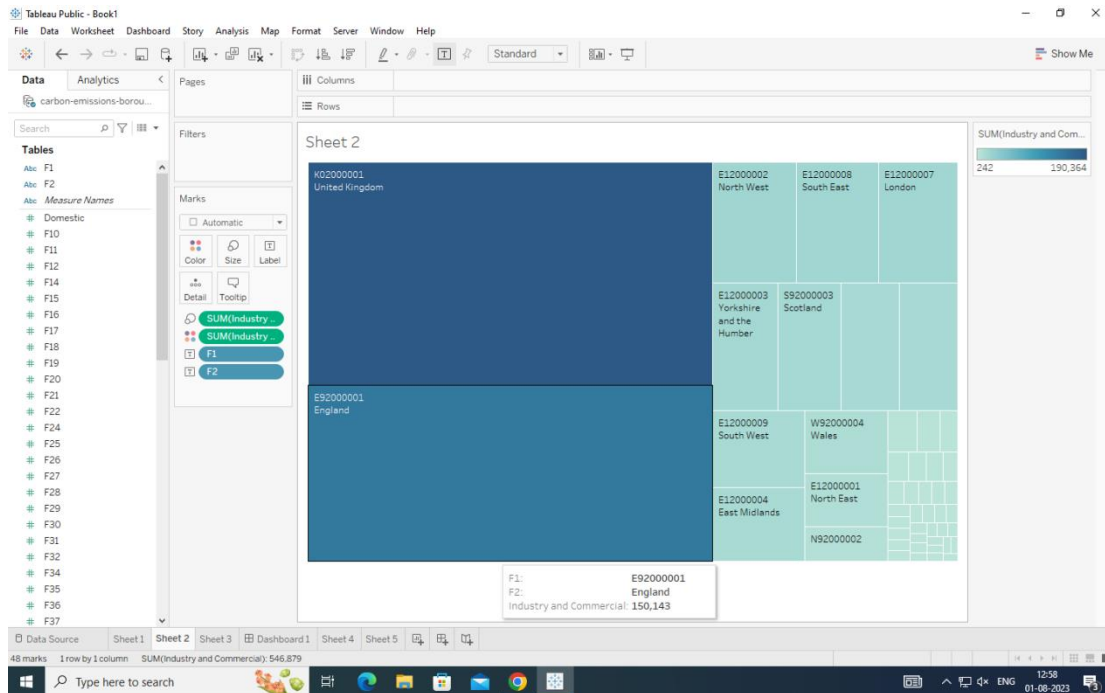 Tableau Public - Book1
File Data Worksheet Dashboard Story Analysis Map Format Server Window Help
Standard
Show Me
Data Analytics
Pages
Columns
carbon-emissions-borou...
Rows
Search
Filters
Sheet 2
SUM(Industry and Com...
242 190,364
Tables
Abc F1
Abc F2
Abc Measure Names
# Domestic
# F10
# F11
# F12
# F14
# F15
# F16
# F17
# F18
# F19
# F20
# F21
# F22
# F24
# F25
# F26
# F27
# F28
# F29
# F30
# F31
# F32
# F34
# F35
# F36
# F37
Marks
Automatic
Color Size Label
Detail Tooltip
SUM(Industry ..
SUM(Industry ..
F1
F2
K02000001
United Kingdom
E92000001
England
E12000002
North West
E12000008
South East
E12000007
London
E12000003
Yorkshire
and the
Humber
S92000003
Scotland
E12000009
South West
W92000004
Wales
E12000004
East Midlands
E12000001
North East
N92000002
F1: E92000001
F2: England
Industry and Commercial: 150,143
Data Source Sheet 1 Sheet 2 Sheet 3 Dashboard 1 Sheet 4 Sheet 5
48 marks 1 row by 1 column SUM(Industry and Commercial): 546,879
Type here to search
ENG
12:58
01-08-2023